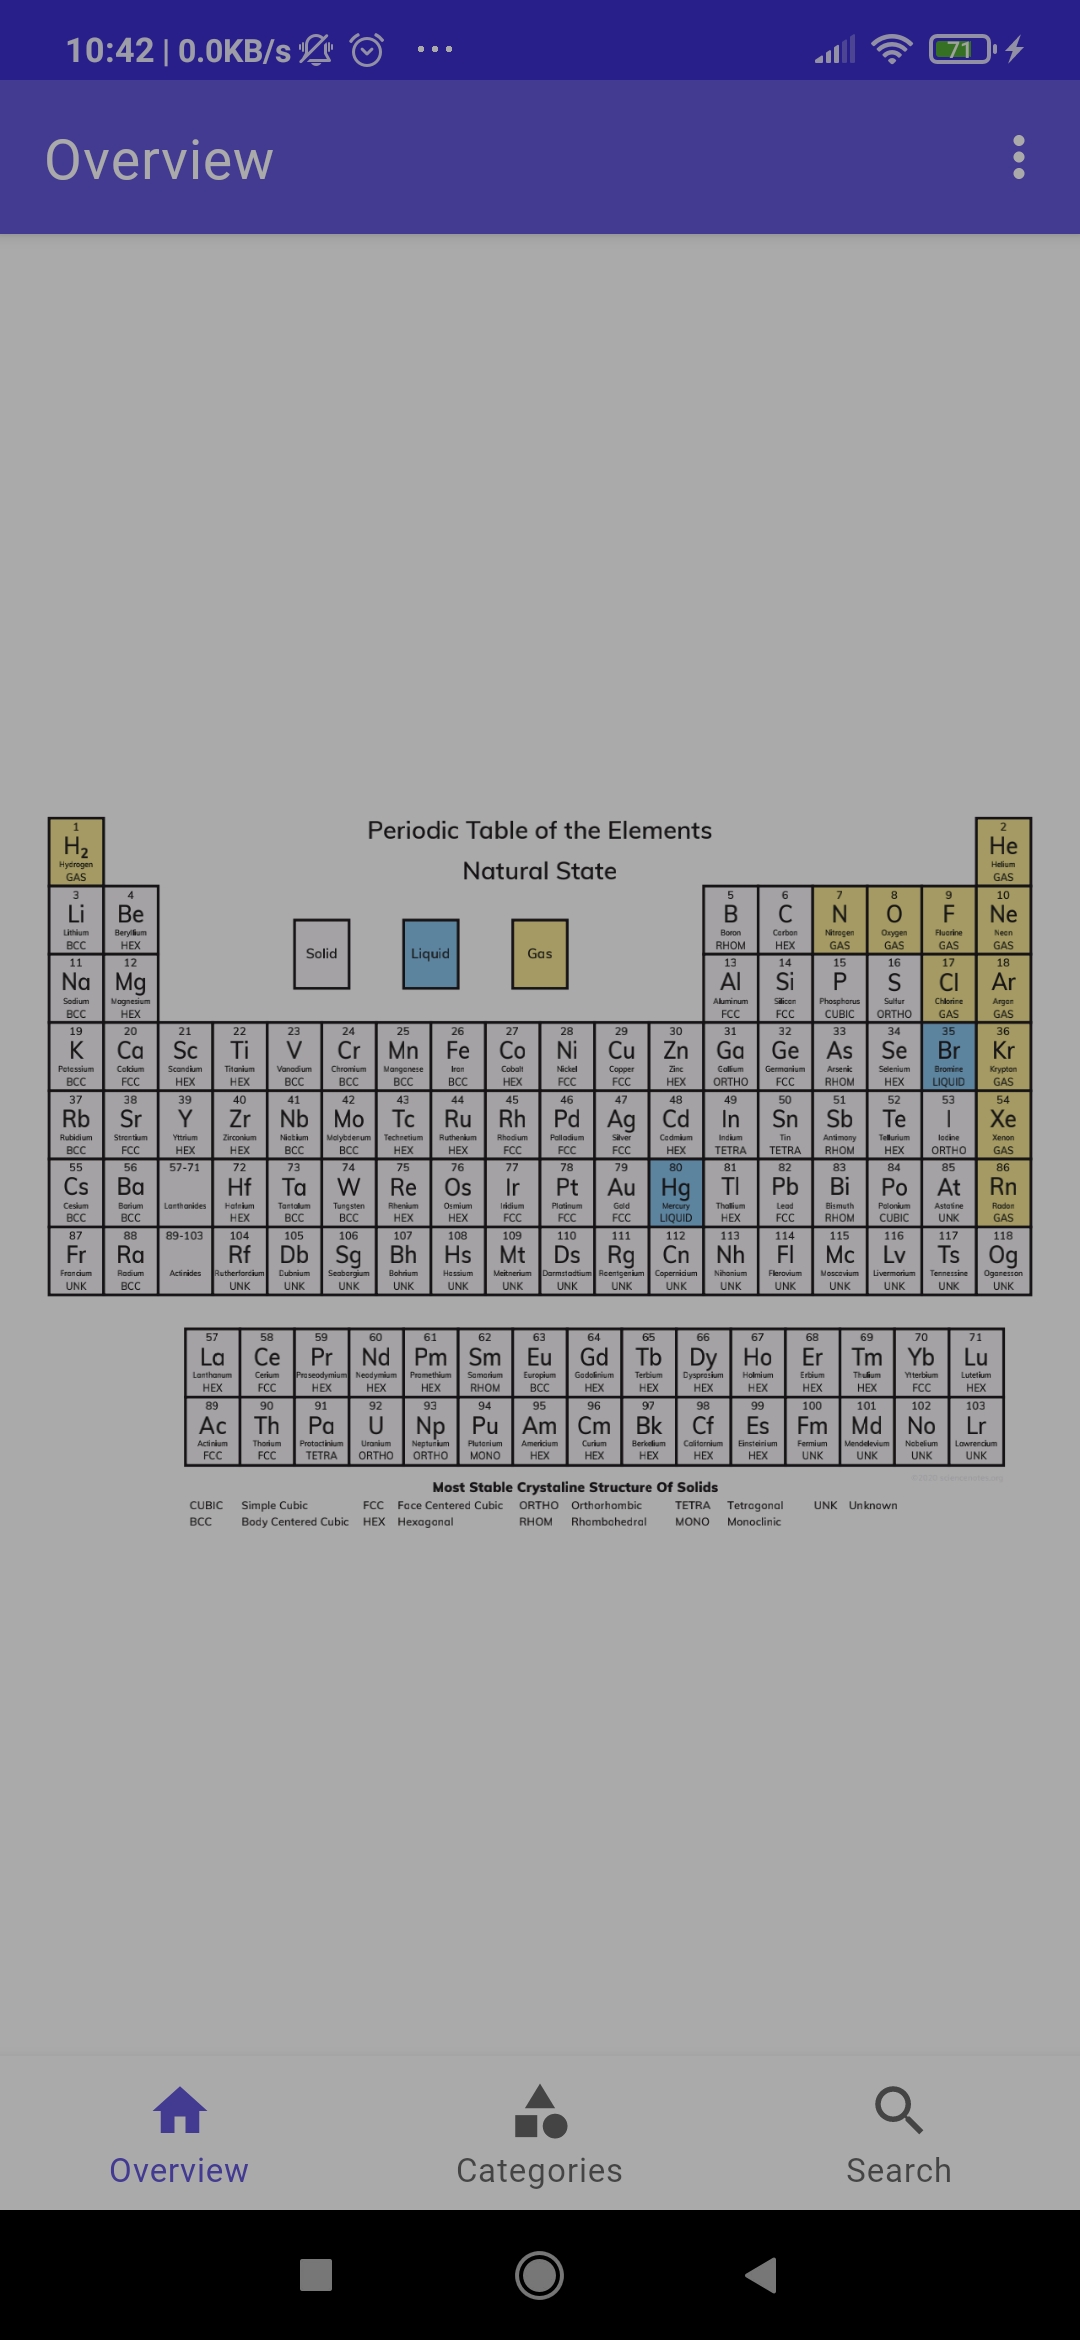 10:42 | 0.0KB/s
71
Overview
Periodic Table of the Elements
Natural State
Solid Liquid Gas
1 2
H2 He
Hydrogen Helium
GAS GAS
3 4 5 6 7 8 9 10
Li Be B C N O F Ne
Lithium Beryllium Boron Carbon Nitrogen Oxygen Fluorine Neon
BCC HEX RHOM HEX GAS GAS GAS GAS
11 12 13 14 15 16 17 18
Na Mg Al Si P S Cl Ar
Sodium Magnesium Aluminum Silicon Phosphorus Sulfur Chlorine Argon
BCC HEX FCC FCC CUBIC ORTHO GAS GAS
19 20 21 22 23 24 25 26 27 28 29 30 31 32 33 34 35 36
K Ca Sc Ti V Cr Mn Fe Co Ni Cu Zn Ga Ge As Se Br Kr
Potassium Calcium Scandium Titanium Vanadium Chromium Manganese Iron Cobalt Nickel Copper Zinc Gallium Germanium Arsenic Selenium Bromine Krypton
BCC FCC HEX HEX BCC BCC BCC BCC HEX FCC FCC HEX ORTHO FCC RHOM HEX LIQUID GAS
37 38 39 40 41 42 43 44 45 46 47 48 49 50 51 52 53 54
Rb Sr Y Zr Nb Mo Tc Ru Rh Pd Ag Cd In Sn Sb Te I Xe
Rubidium Strontium Yttrium Zirconium Niobium Molybdenum Technetium Ruthenium Rhodium Palladium Silver Cadmium Indium Tin Antimony Tellurium Iodine Xenon
BCC FCC HEX HEX BCC BCC HEX HEX FCC FCC FCC HEX TETRA TETRA RHOM HEX ORTHO GAS
55 56 57-71 72 73 74 75 76 77 78 79 80 81 82 83 84 85 86
Cs Ba Hf Ta W Re Os Ir Pt Au Hg Tl Pb Bi Po At Rn
Cesium Barium Lanthanides Hafnium Tantalum Tungsten Rhenium Osmium Iridium Platinum Gold Mercury Thallium Lead Bismuth Polonium Astatine Radon
BCC BCC HEX BCC BCC HEX HEX FCC FCC FCC LIQUID HEX FCC RHOM CUBIC UNK GAS
87 88 89-103 104 105 106 107 108 109 110 111 112 113 114 115 116 117 118
Fr Ra Rf Db Sg Bh Hs Mt Ds Rg Cn Nh Fl Mc Lv Ts Og
Francium Radium Actinides Rutherfordium Dubnium Seaborgium Bohrium Hassium Meitnerium Darmstadtium Roentgenium Copernicium Nihonium Flerovium Moscovium Livermorium Tennessine Oganesson
UNK BCC UNK UNK UNK UNK UNK UNK UNK UNK UNK UNK UNK UNK UNK UNK UNK
57 58 59 60 61 62 63 64 65 66 67 68 69 70 71
La Ce Pr Nd Pm Sm Eu Gd Tb Dy Ho Er Tm Yb Lu
Lanthanum Cerium Praseodymium Neodymium Promethium Samarium Europium Gadolinium Terbium Dysprosium Holmium Erbium Thulium Ytterbium Lutetium
HEX FCC HEX HEX HEX RHOM BCC HEX HEX HEX HEX HEX HEX FCC HEX
89 90 91 92 93 94 95 96 97 98 99 100 101 102 103
Ac Th Pa U Np Pu Am Cm Bk Cf Es Fm Md No Lr
Actinium Thorium Protactinium Uranium Neptunium Plutonium Americium Curium Berkelium Californium Einsteinium Fermium Mendelevium Nobelium Lawrencium
FCC FCC TETRA ORTHO ORTHO MONO HEX HEX HEX HEX HEX UNK UNK UNK UNK
Most Stable Crystaline Structure Of Solids
CUBIC Simple Cubic FCC Face Centered Cubic ORTHO Orthorhombic TETRA Tetragonal UNK Unknown
BCC Body Centered Cubic HEX Hexagonal RHOM Rhombohedral MONO Monoclinic
Overview Categories Search